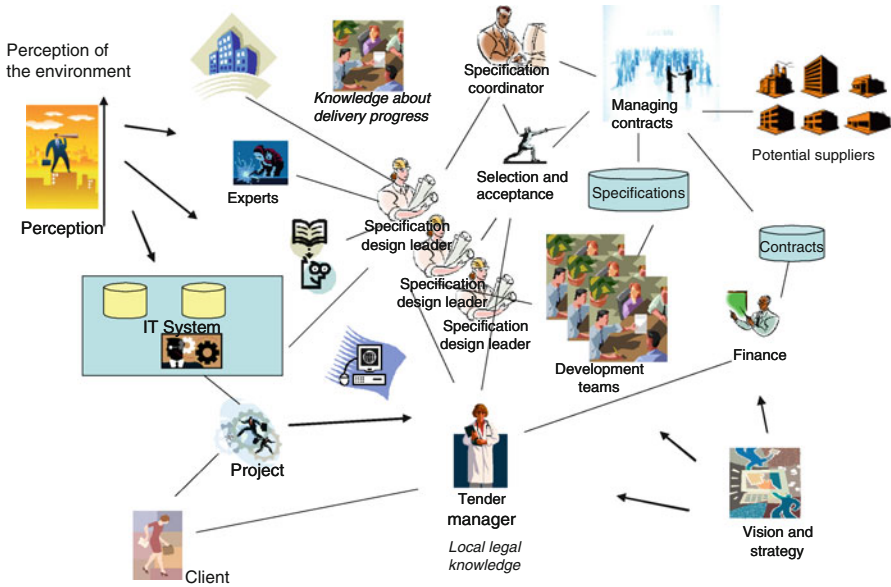 Perception of
the environment
Perception
Knowledge about
delivery progress
Specification
coordinator
Managing
contracts
Potential suppliers
Experts
Selection and
acceptance
Specifications
Specification
design leader
Contracts
Specification
design leader
Specification
design leader
IT System
Development
teams
Finance
Project
Tender
manager
Local legal
knowledge
Vision and
strategy
Client